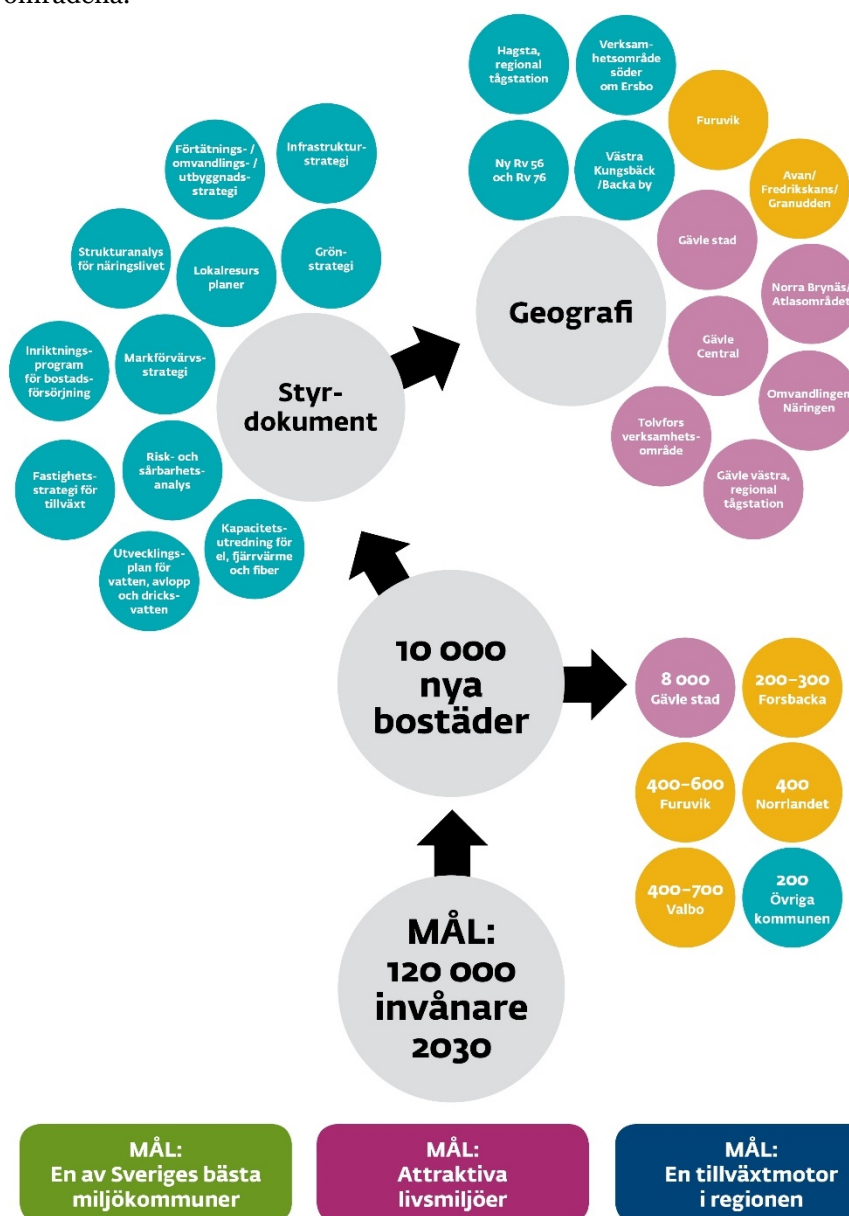 områdena.
Hagsta,
regional
tågstation
Verksam-
hetsområde
söder
om Ersbo
Furuvik
Ny Rv 56
och Rv 76
Västra
Kungsbäck
/Backa by
Avan/
Fredrikskans/
Granudden
Gävle stad
Norra Brynäs/
Atlasområdet
Geografi
Gävle
Central
Omvandlingen
Näringen
Tolvfors
verksamhets-
område
Gävle västra,
regional
tågstation
Förtätnings- /
omvandlings- /
utbyggnads-
strategi
Infrastruktur-
strategi
Strukturanalys
för näringslivet
Lokalresurs
planer
Grön-
strategi
Inriktnings-
program
för bostads-
försörjning
Markförvärvs-
strategi
Styr-
dokument
Fastighets-
strategi för
tillväxt
Risk- och
sårbarhets-
analys
Utvecklings-
plan för
vatten, avlopp
och dricks-
vatten
Kapacitets-
utredning för
el, fjärrvärme
och fiber
10 000
nya
bostäder
8 000
Gävle stad
200–300
Forsbacka
400–600
Furuvik
400
Norrlandet
400–700
Valbo
200
Övriga
kommunen
MÅL:
120 000
invånare
2030
MÅL:
En av Sveriges bästa
miljökommuner
MÅL:
Attraktiva
livsmiljöer
MÅL:
En tillväxtmotor
i regionen